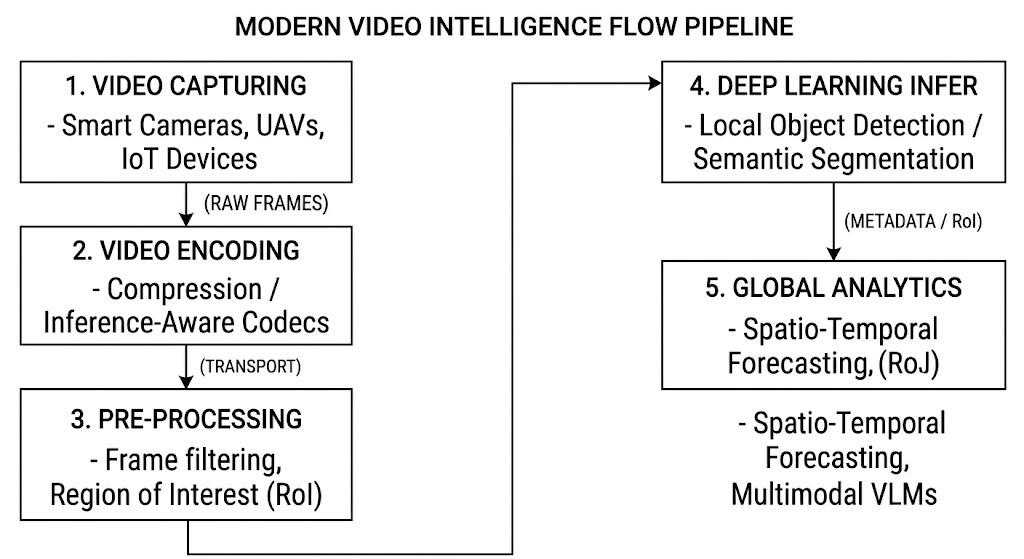 MODERN VIDEO INTELLIGENCE FLOW PIPELINE
1. VIDEO CAPTURING
- Smart Cameras, UAVs,
IoT Devices
(RAW FRAMES)
2. VIDEO ENCODING
- Compression /
Inference-Aware Codecs
(TRANSPORT)
3. PRE-PROCESSING
- Frame filtering,
Region of Interest (RoI)
4. DEEP LEARNING INFER
- Local Object Detection /
Semantic Segmentation
(METADATA / RoI)
5. GLOBAL ANALYTICS
- Spatio-Temporal
Forecasting, (RoJ)
- Spatio-Temporal
Forecasting,
Multimodal VLMs